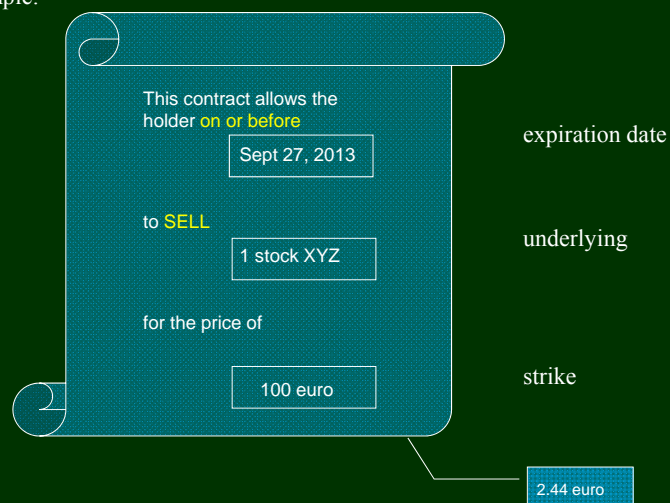 This contract allows the
holder on or before
Sept 27, 2013
expiration date
to SELL
1 stock XYZ
underlying
for the price of
100 euro
strike
2.44 euro